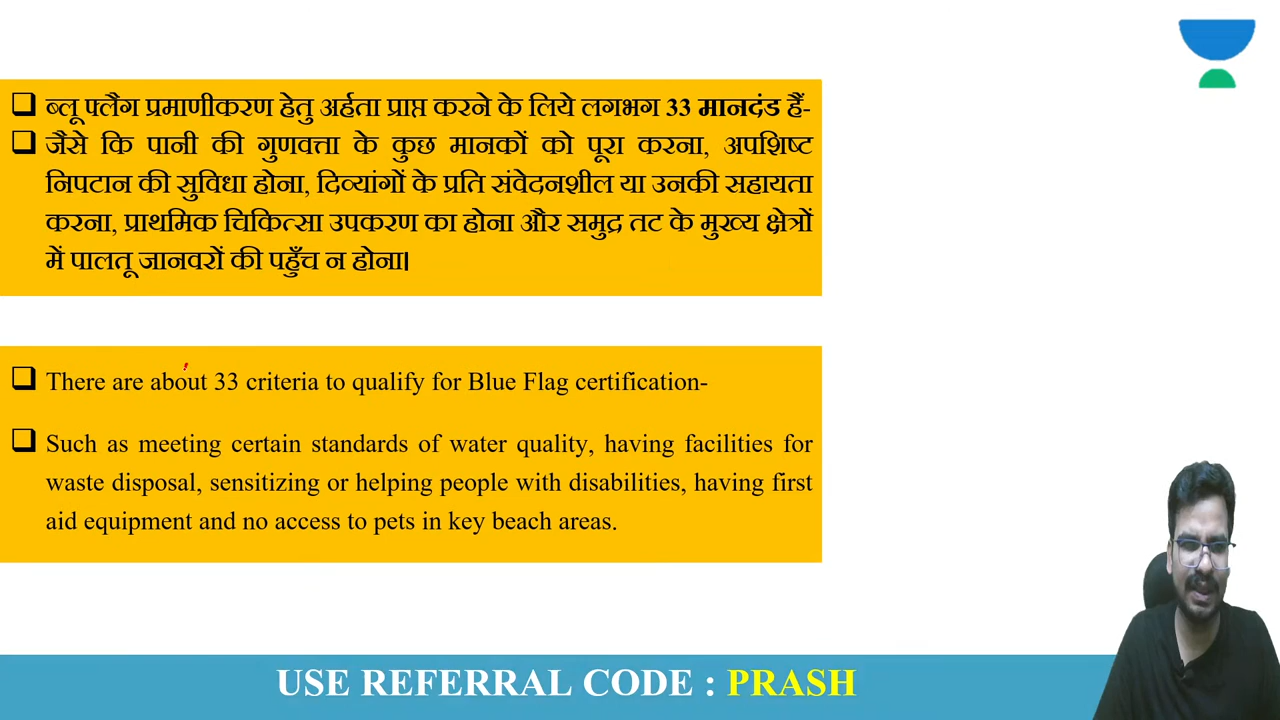 ब्लू फ्लैग प्रमाणीकरण हेतु अर्हता प्राप्त करने के लिये लगभग 33 मानदंड हैं-
जैसे कि पानी की गुणवत्ता के कुछ मानकों को पूरा करना, अपशिष्ट
निपटान की सुविधा होना, दिव्यांगों के प्रति संवेदनशील या उनकी सहायता
करना, प्राथमिक चिकित्सा उपकरण का होना और समुद्र तट के मुख्य क्षेत्रों
में पालतू जानवरों की पहुँच न होना।
There are about 33 criteria to qualify for Blue Flag certification-
Such as meeting certain standards of water quality, having facilities for
waste disposal, sensitizing or helping people with disabilities, having first
aid equipment and no access to pets in key beach areas.
USE REFERRAL CODE : PRASH